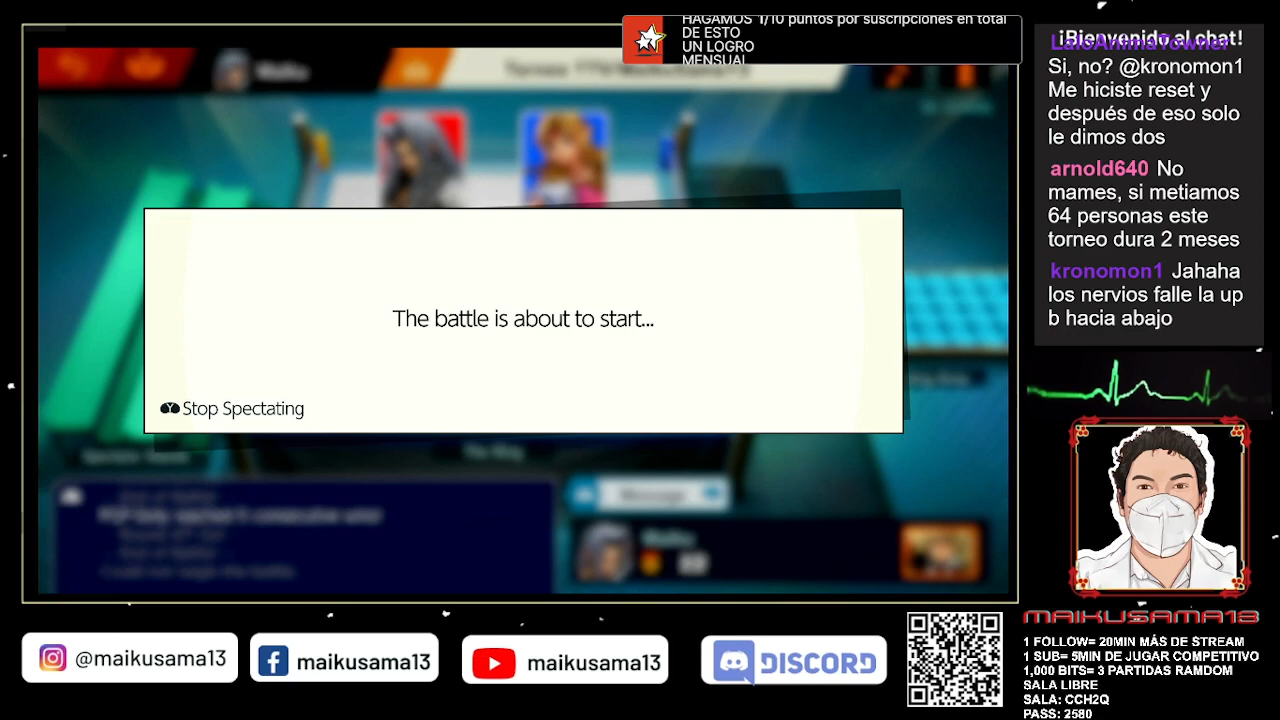 HAGAMOS 1/10 puntos por suscripciones en total
DE ESTO
UN LOGRO
MENSUAL
¡Bienvenido al chat!
LaloAnimaTowner
Si, no? @kronomon1
Me hiciste reset y
después de eso solo
le dimos dos
arnold640 No
mames, si metiamos
64 personas este
torneo dura 2 meses
kronomon1 Jahaha
los nervios falle la up
b hacia abajo
The battle is about to start...
Y Stop Spectating
Message
MAIKUSAMA13
1 FOLLOW= 20MIN MÁS DE STREAM
1 SUB= 5MIN DE JUGAR COMPETITIVO
1,000 BITS= 3 PARTIDAS RAMDOM
SALA LIBRE
SALA: CCH2Q
PASS: 2580
@maikusama13
maikusama13
maikusama13
DISCORD